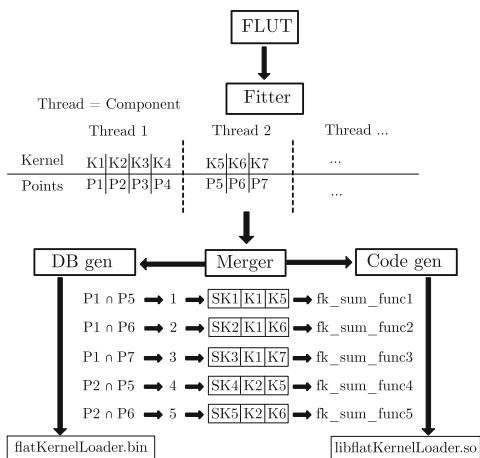 FLUT
Fitter
Thread = Component
Thread 1 Thread 2 Thread ...
Kernel K1 K2 K3 K4 K5 K6 K7 ...
Points P1 P2 P3 P4 P5 P6 P7 ...
DB gen Merger Code gen
P1 ∩ P5 1 SK1 K1 K5 fk_sum_func1
P1 ∩ P6 2 SK2 K1 K6 fk_sum_func2
P1 ∩ P7 3 SK3 K1 K7 fk_sum_func3
P2 ∩ P5 4 SK4 K2 K5 fk_sum_func4
P2 ∩ P6 5 SK5 K2 K6 fk_sum_func5
flatKernelLoader.bin libflatKernelLoader.so